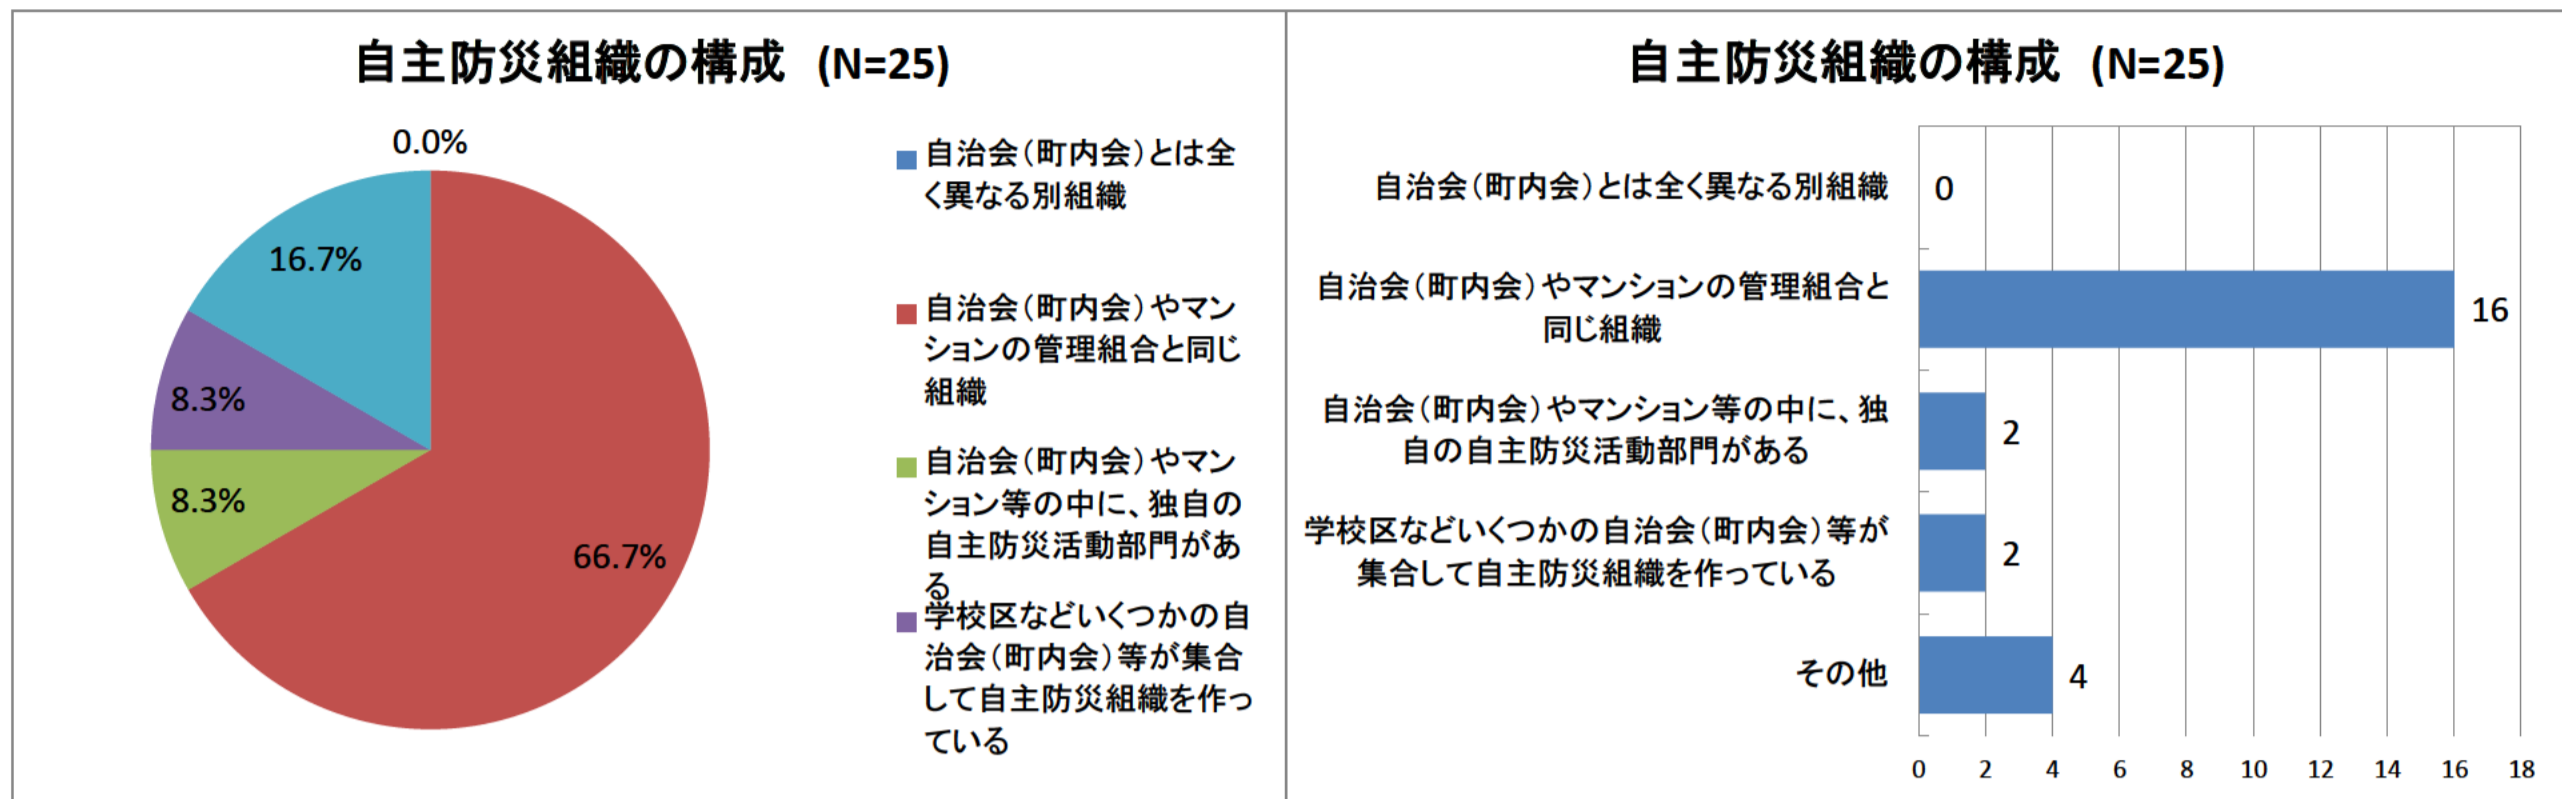 自主防災組織の構成 (N=25)
0.0%
16.7%
8.3%
8.3%
66.7%
自治会（町内会）とは全
く異なる別組織
自治会（町内会）やマン
ションの管理組合と同じ
組織
自治会（町内会）やマン
ション等の中に、独自の
自主防災活動部門があ
る
学校区などいくつかの自
治会（町内会）等が集合
して自主防災組織を作っ
ている
自主防災組織の構成 (N=25)
自治会（町内会）とは全く異なる別組織
0
自治会（町内会）やマンションの管理組合と
同じ組織
16
自治会（町内会）やマンション等の中に、独
自の自主防災活動部門がある
2
学校区などいくつかの自治会（町内会）等が
集合して自主防災組織を作っている
2
その他
4
0 2 4 6 8 10 12 14 16 18